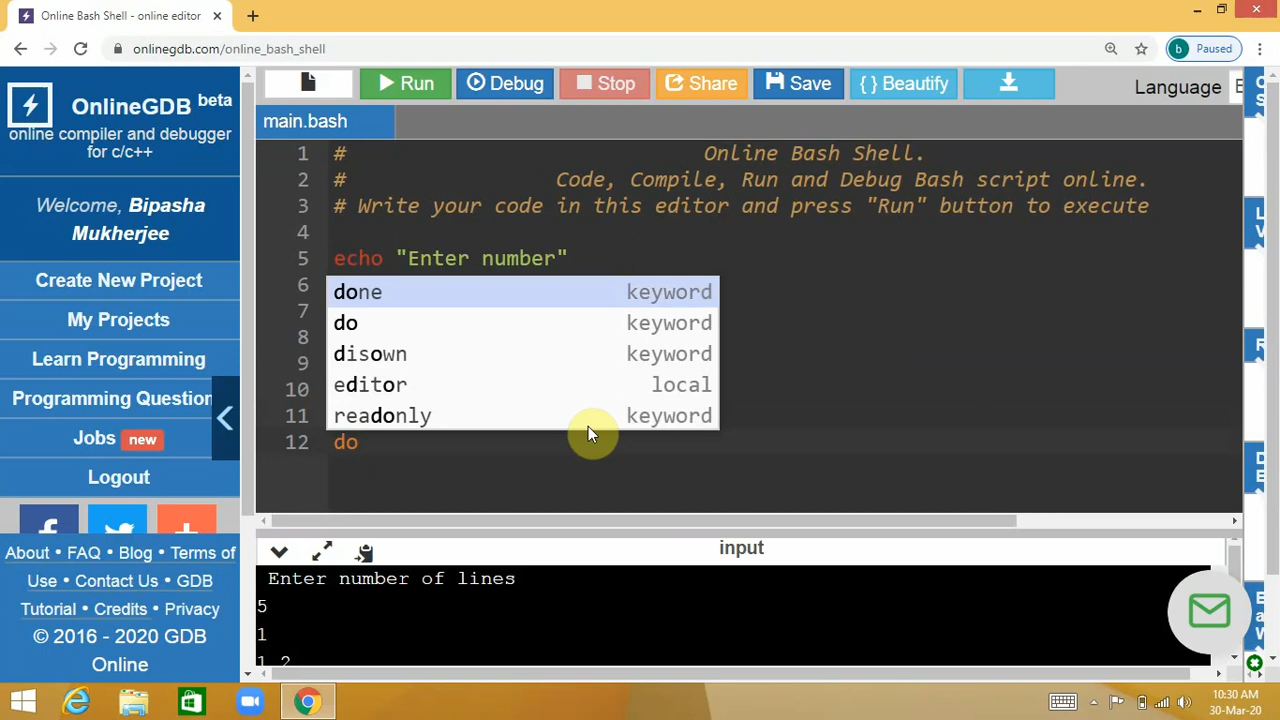 Online Bash Shell - online editor
onlinegdb.com/online_bash_shell
b Paused
OnlineGDB beta
online compiler and debugger
for c/c++
Welcome, Bipasha
Mukherjee
Create New Project
My Projects
Learn Programming
Programming Question
Jobs new
Logout
About • FAQ • Blog • Terms of
Use • Contact Us • GDB
Tutorial • Credits • Privacy
© 2016 - 2020 GDB
Online
Run Debug Stop Share Save { } Beautify Language
main.bash
1 # Online Bash Shell.
2 # Code, Compile, Run and Debug Bash script online.
3 # Write your code in this editor and press "Run" button to execute
4
5 echo "Enter number"
6
7
8
9
10
11
done keyword
do keyword
disown keyword
editor local
readonly keyword
12 do
input
Enter number of lines
5
1
1 2
10:30 AM
30-Mar-20